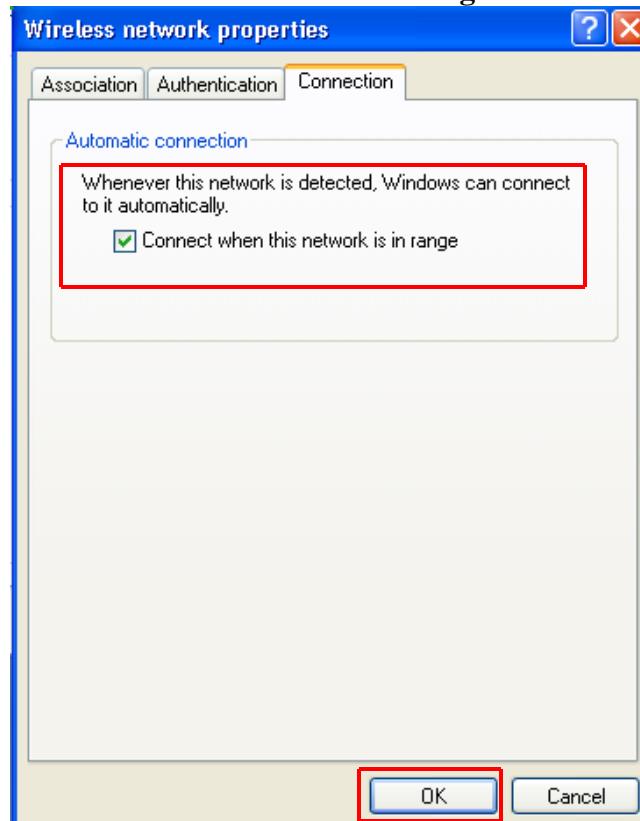 Wireless network properties
Association Authentication Connection
Automatic connection
Whenever this network is detected, Windows can connect
to it automatically.
Connect when this network is in range
OK Cancel